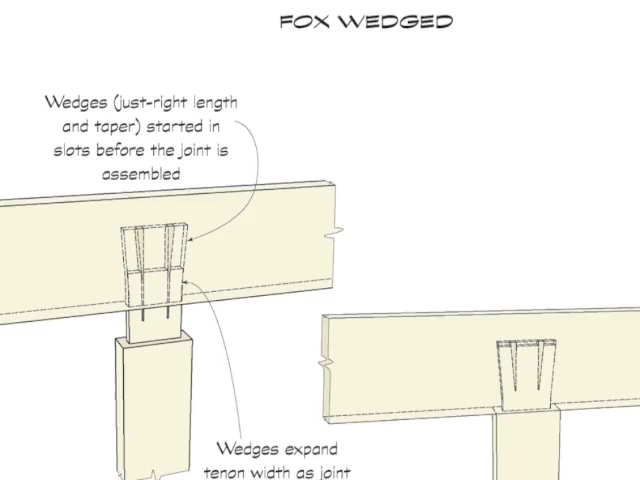 FOX WEDGED
Wedges (just-right length
and taper) started in
slots before the joint is
assembled
Wedges expand
tenon width as joint